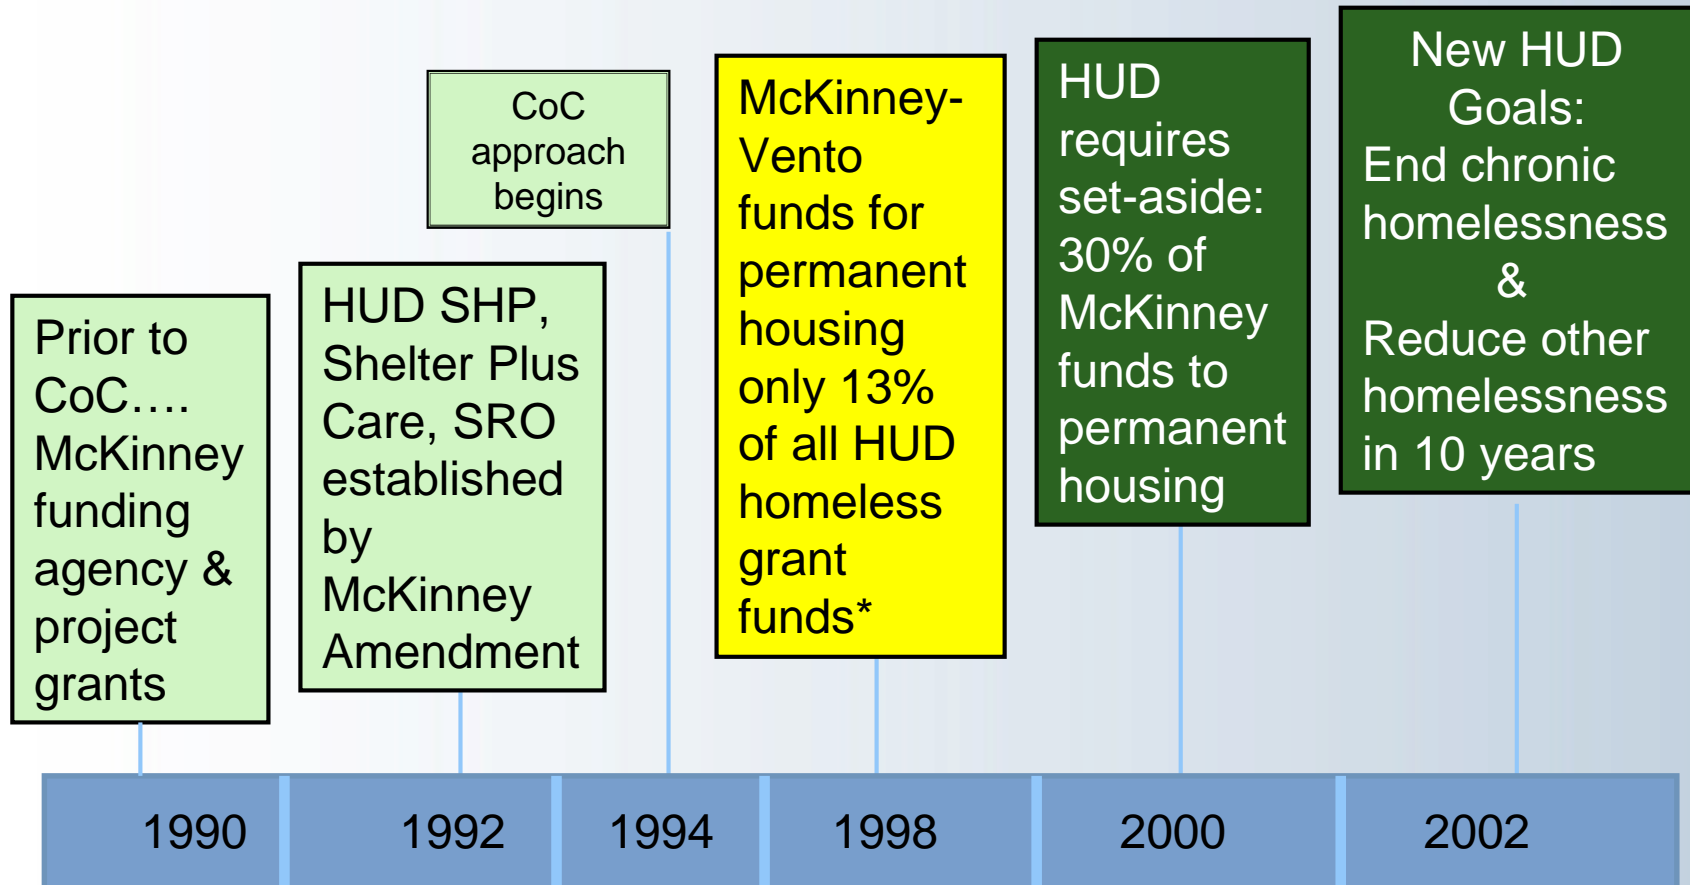 Prior to
CoC….
McKinney
funding
agency &
project
grants
HUD SHP,
Shelter Plus
Care, SRO
established
by
McKinney
Amendment
CoC
approach
begins
McKinney-
Vento
funds for
permanent
housing
only 13%
of all HUD
homeless
grant
funds*
HUD
requires
set-aside:
30% of
McKinney
funds to
permanent
housing
New HUD
Goals:
End chronic
homelessness
&
Reduce other
homelessness
in 10 years
1990
1992
1994
1998
2000
2002